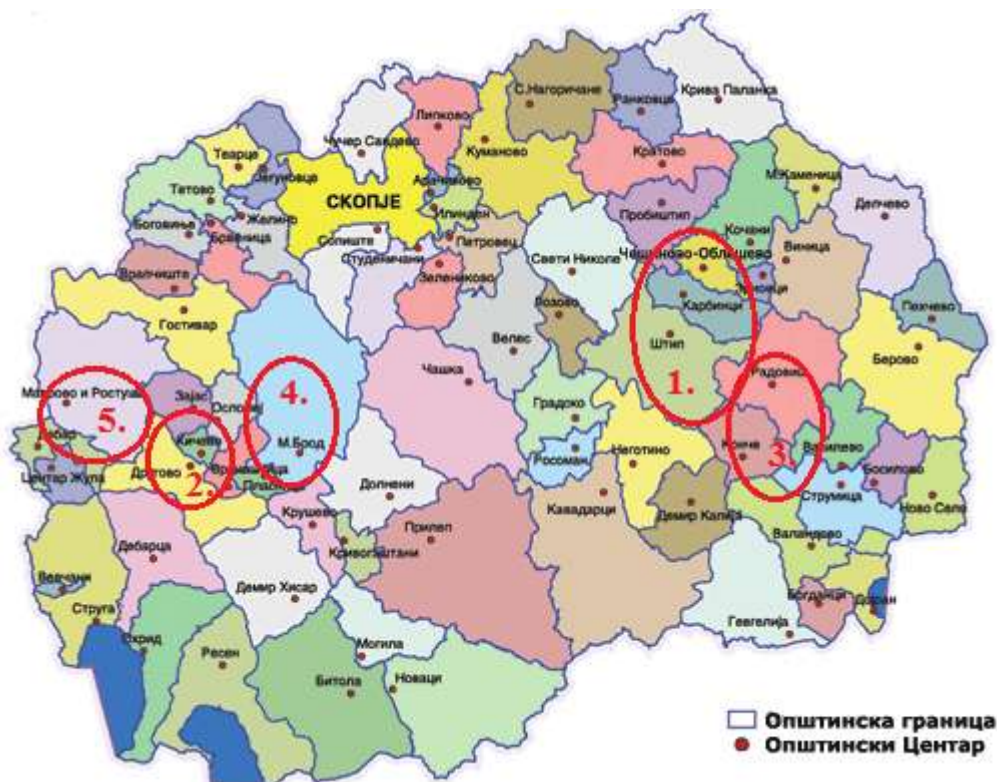 С.Нагоричане
Ранковце
Крива Паланка
Липково
Чучер Сандево
Куманово
Кратово
Теарце
Јегуновце
Тетово
М.Каменица
Арачиново
СКОПЈЕ
Илинден
Пробиштип
Делчево
Желино
Боговиње
Брвеница
Сопиште
Петровец
Кочани
Виница
Студеничани
Чешиново-Облешево
Зелениково
Свети Николе
Врапчиште
Карбинци
Зрновци
Пехчево
Гостивар
Лозово
Штип
Велес
Берово
Чашка
1.
Маврово и Ростуша
Зајас
4.
Радовиш
5.
Осломеј
Градско
Дебар
Кичево
М.Брод
Неготино
Конче
Василево
Росоман
3.
Центар Жупа
Другово
Вранештица
Босилово
2.
Пласница
Долнени
Кавадарци
Демир Капија
Струмица
Ново Село
Крушево
Прилеп
Валандово
Дебарца
Кривогаштани
Вевчани
Демир Хисар
Богданци
Дојран
Струга
Гевгелија
Охрид
Ресен
Могила
Битола
Новаци
Општинска граница
Општински Центар